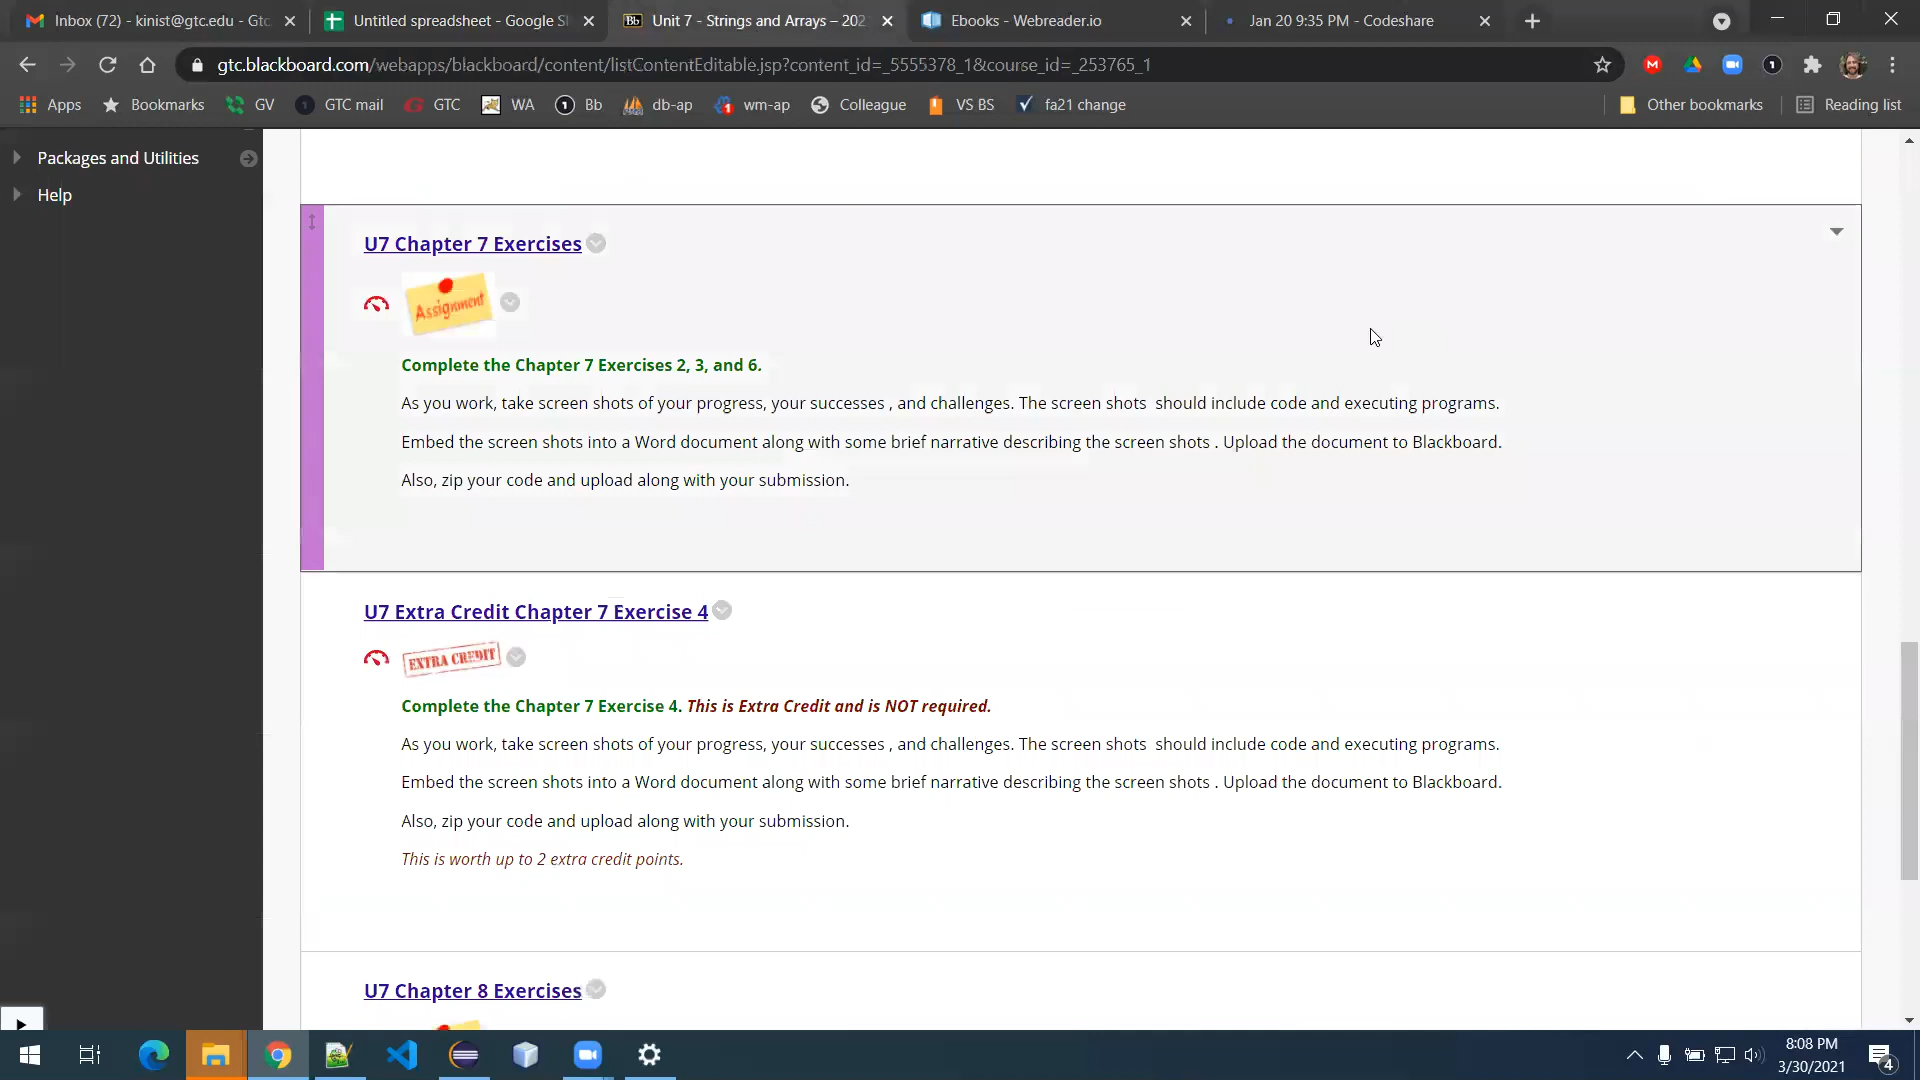 Inbox (72) - kinist@gtc.edu - Gtc
Untitled spreadsheet - Google Sl
Bb
Unit 7 - Strings and Arrays – 202
Ebooks - Webreader.io
Jan 20 9:35 PM - Codeshare
gtc.blackboard.com/webapps/blackboard/content/listContentEditable.jsp?content_id=_5555378_1&course_id=_253765_1
Apps
Bookmarks
GV
GTC mail
GTC
WA
Bb
db-ap
wm-ap
Colleague
VS BS
fa21 change
Other bookmarks
Reading list
Packages and Utilities
Help
U7 Chapter 7 Exercises
Assignment
Complete the Chapter 7 Exercises 2, 3, and 6.
As you work, take screen shots of your progress, your successes , and challenges. The screen shots  should include code and executing programs.
Embed the screen shots into a Word document along with some brief narrative describing the screen shots . Upload the document to Blackboard.
Also, zip your code and upload along with your submission.
U7 Extra Credit Chapter 7 Exercise 4
EXTRA CREDIT
Complete the Chapter 7 Exercise 4. This is Extra Credit and is NOT required.
As you work, take screen shots of your progress, your successes , and challenges. The screen shots  should include code and executing programs.
Embed the screen shots into a Word document along with some brief narrative describing the screen shots . Upload the document to Blackboard.
Also, zip your code and upload along with your submission.
This is worth up to 2 extra credit points.
U7 Chapter 8 Exercises
8:08 PM
3/30/2021
4